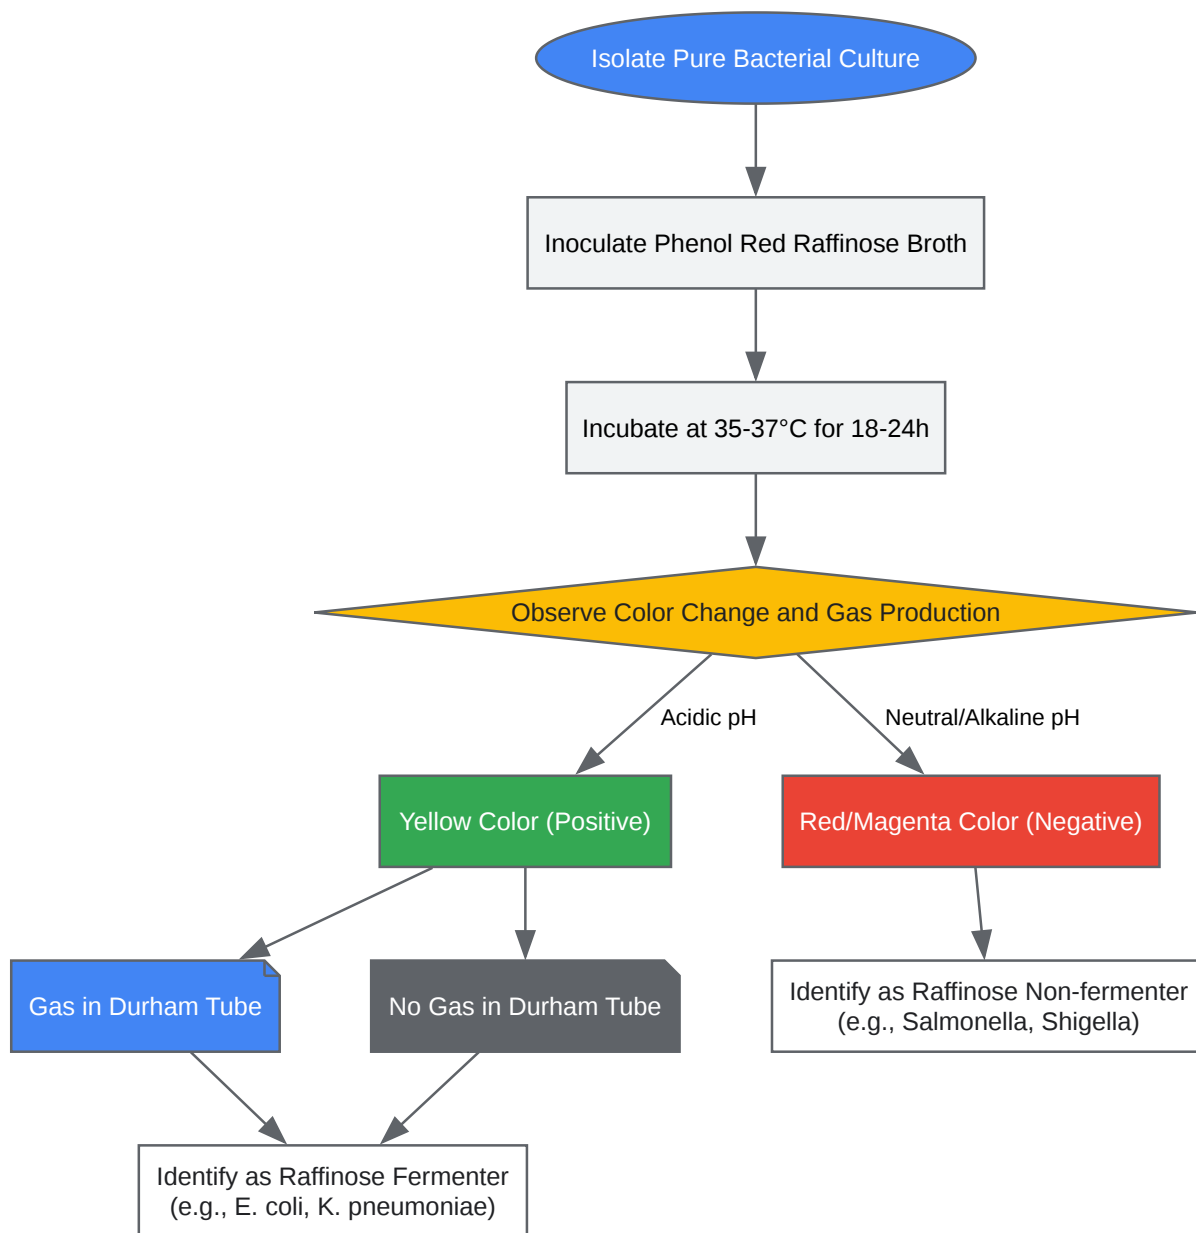 Isolate Pure Bacterial Culture
Inoculate Phenol Red Raffinose Broth
Incubate at 35-37°C for 18-24h
Observe Color Change and Gas Production
Acidic pH
Neutral/Alkaline pH
Yellow Color (Positive)
Red/Magenta Color (Negative)
Gas in Durham Tube
No Gas in Durham Tube
Identify as Raffinose Non-fermenter
(e.g., Salmonella, Shigella)
Identify as Raffinose Fermenter
(e.g., E. coli, K. pneumoniae)